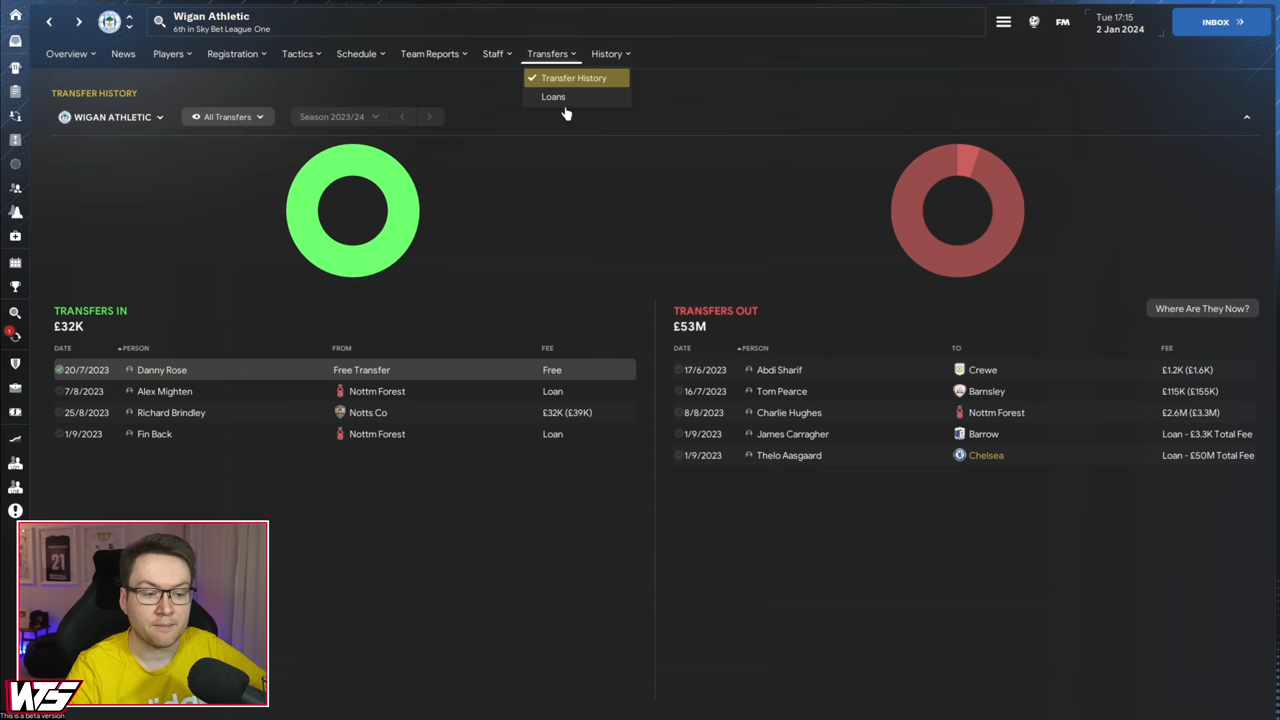 Wigan Athletic
6th in Sky Bet League One
FM
Tue 17:15
2 Jan 2024
INBOX
Overview
News
Players
Registration
Tactics
Schedule
Team Reports
Staff
Transfers
History
Transfer History
Loans
TRANSFER HISTORY
WIGAN ATHLETIC
All Transfers
Season 2023/24
TRANSFERS IN
£32K
DATE PERSON FROM FEE
20/7/2023 Danny Rose Free Transfer Free
7/8/2023 Alex Mighten Nottm Forest Loan
25/8/2023 Richard Brindley Notts Co £32K (£39K)
1/9/2023 Fin Back Nottm Forest Loan
TRANSFERS OUT
£53M
Where Are They Now?
DATE PERSON TO FEE
17/6/2023 Abdi Sharif Crewe £1.2K (£1.6K)
16/7/2023 Tom Pearce Barnsley £115K (£155K)
8/8/2023 Charlie Hughes Nottm Forest £2.6M (£3.3M)
1/9/2023 James Carragher Barrow Loan - £3.3K Total Fee
1/9/2023 Thelo Aasgaard Chelsea Loan - £50M Total Fee
1
21
WTS
This is a beta version